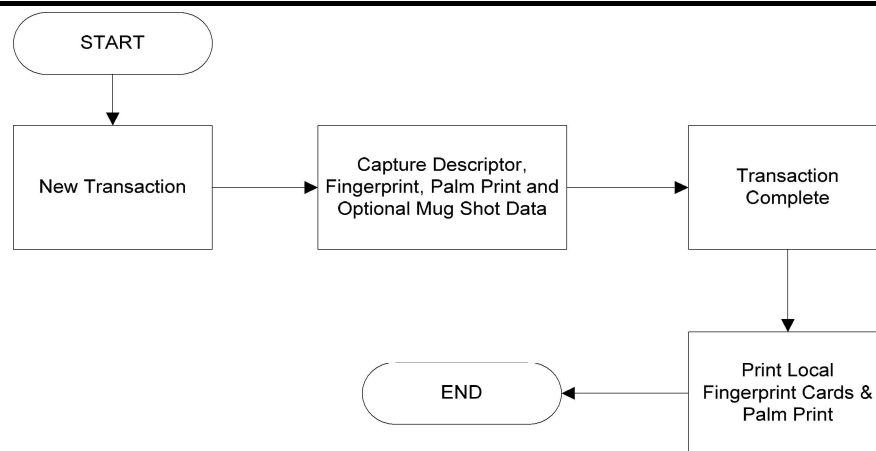 START
New Transaction
Capture Descriptor,
Fingerprint, Palm Print and
Optional Mug Shot Data
Transaction
Complete
Print Local
Fingerprint Cards &
Palm Print
END